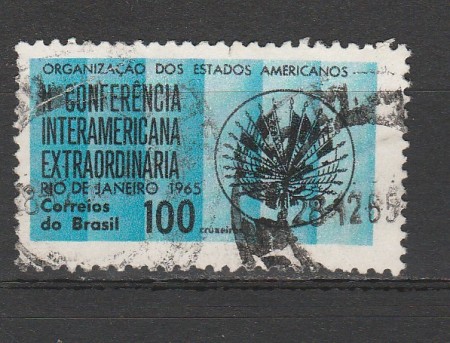 ORGANIZAÇÃO DOS ESTADOS AMERICANOS
II CONFERÊNCIA
INTERAMERICANA
EXTRAORDINÁRIA
RIO DE JANEIRO 1965
Correios
do Brasil 100
cruzeiros
28 12 65